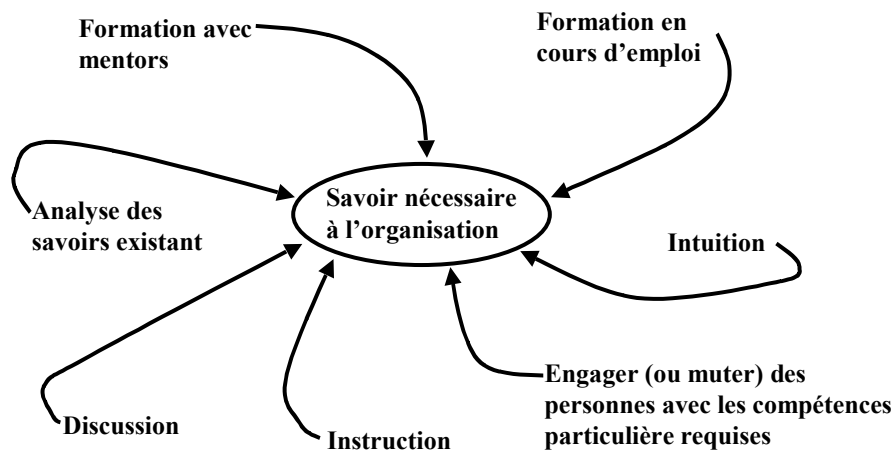 Formation avec
mentors
Formation en
cours d’emploi
Savoir nécessaire
à l’organisation
Analyse des
savoirs existant
Intuition
Engager (ou muter) des
personnes avec les compétences
particulière requises
Discussion
Instruction